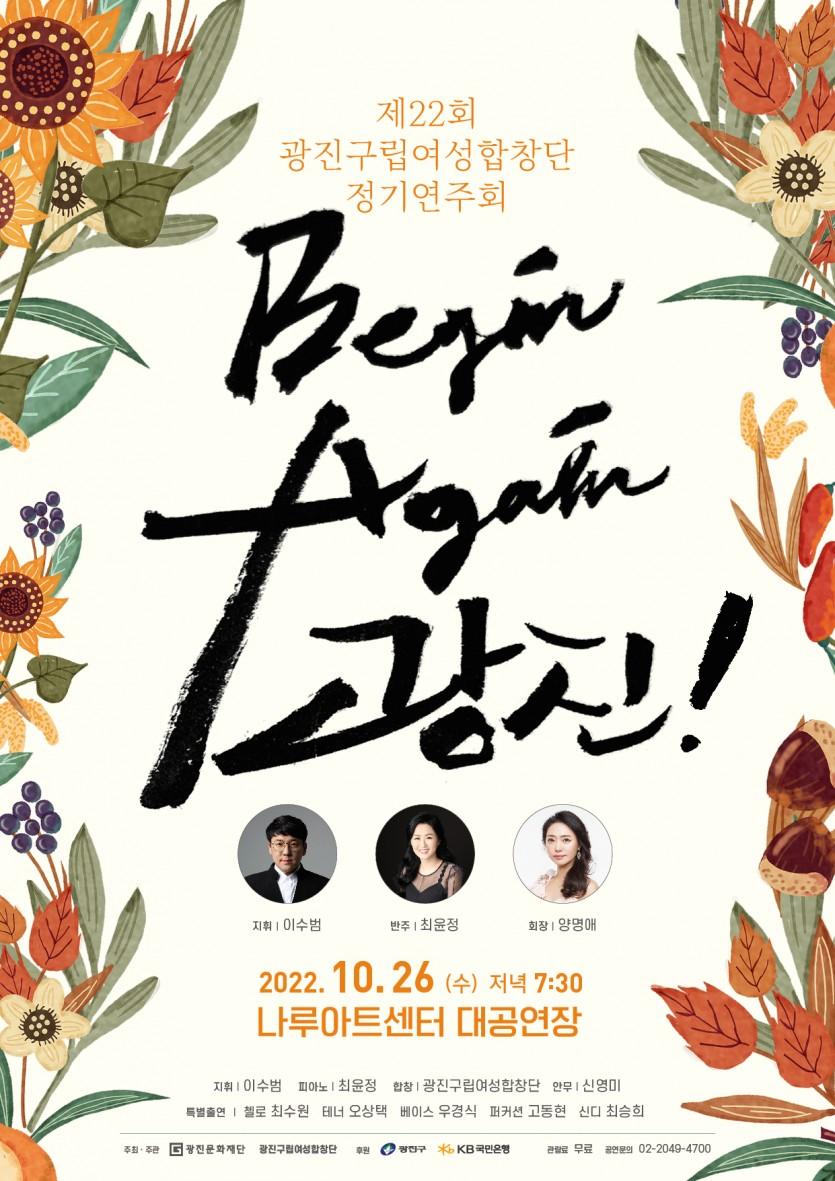 제22회
광진구립여성합창단
정기연주회
Begin
Again
광진!
지휘 | 이수범 반주 | 최윤정 회장 | 양명애
2022. 10. 26 (수) 저녁 7:30
나루아트센터 대공연장
지휘 | 이수범 피아노 | 최윤정 합창 | 광진구립여성합창단 안무 | 신영미
특별출연 | 첼로 최수원 테너 오상택 베이스 우경식 퍼커션 고동현 신디 최승희
주최·주관 광진문화재단 광진구립여성합창단 후원 광진구 KB국민은행 관람료 무료 공연문의 02-2049-4700